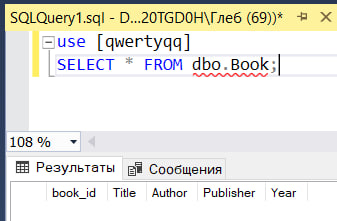 SQLQuery1.sql - D...20TGD0H\Глеб (69))*
use [qwertyqq]
SELECT * FROM dbo.Book;
108 %
Результаты Сообщения
book_id Title Author Publisher Year